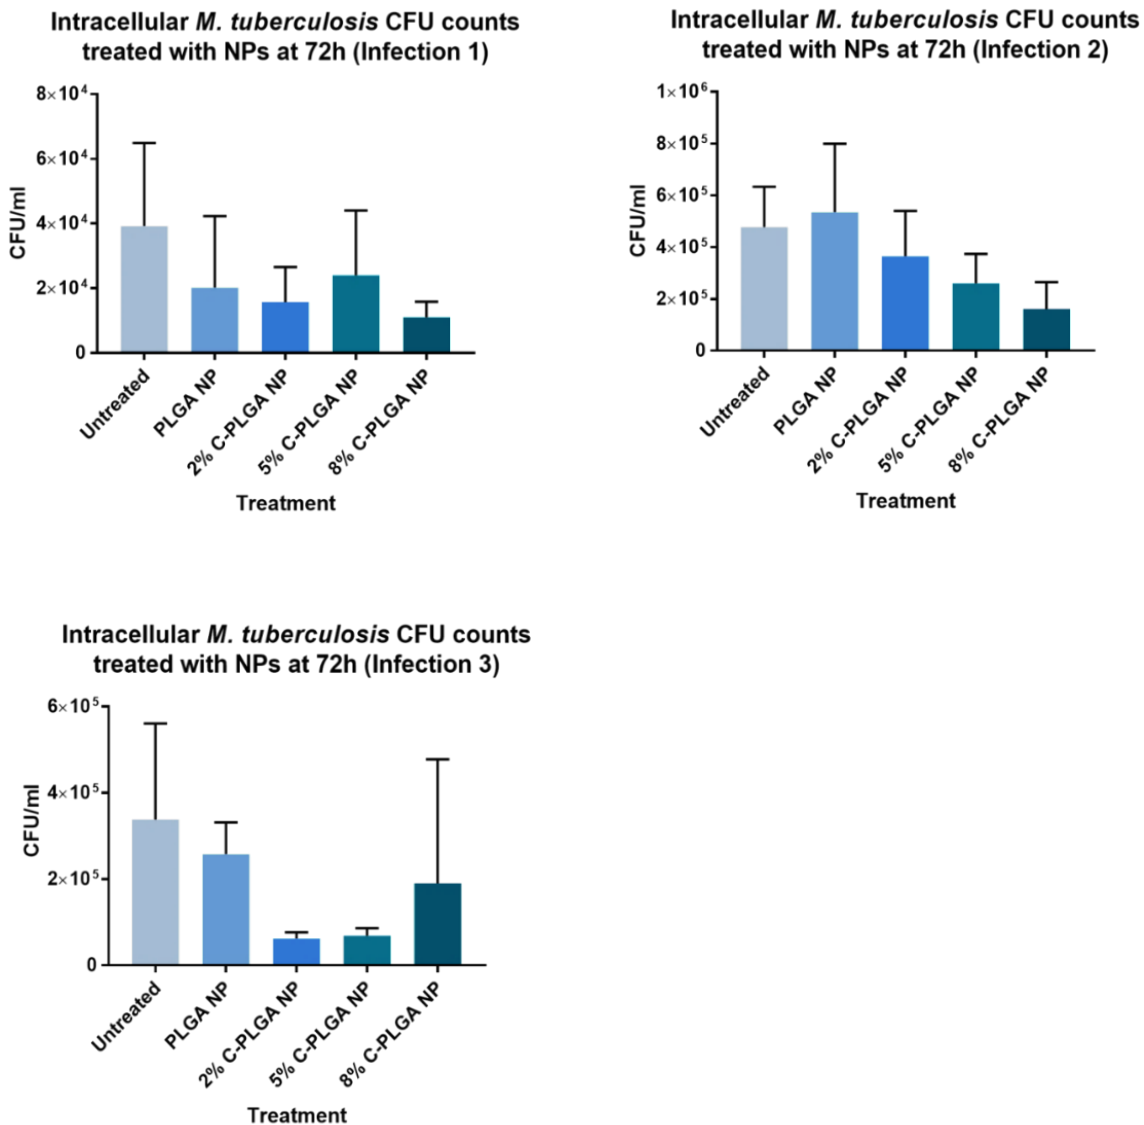 Intracellular M. tuberculosis CFU counts
treated with NPs at 72h (Infection 1)
8×10⁴
6×10⁴
4×10⁴
2×10⁴
0
CFU/ml
Untreated
PLGA NP
2% C-PLGA NP
5% C-PLGA NP
8% C-PLGA NP
Treatment
Intracellular M. tuberculosis CFU counts
treated with NPs at 72h (Infection 2)
1×10⁶
8×10⁵
6×10⁵
4×10⁵
2×10⁵
0
CFU/ml
Untreated
PLGA NP
2% C-PLGA NP
5% C-PLGA NP
8% C-PLGA NP
Treatment
Intracellular M. tuberculosis CFU counts
treated with NPs at 72h (Infection 3)
6×10⁵
4×10⁵
2×10⁵
0
CFU/ml
Untreated
PLGA NP
2% C-PLGA NP
5% C-PLGA NP
8% C-PLGA NP
Treatment